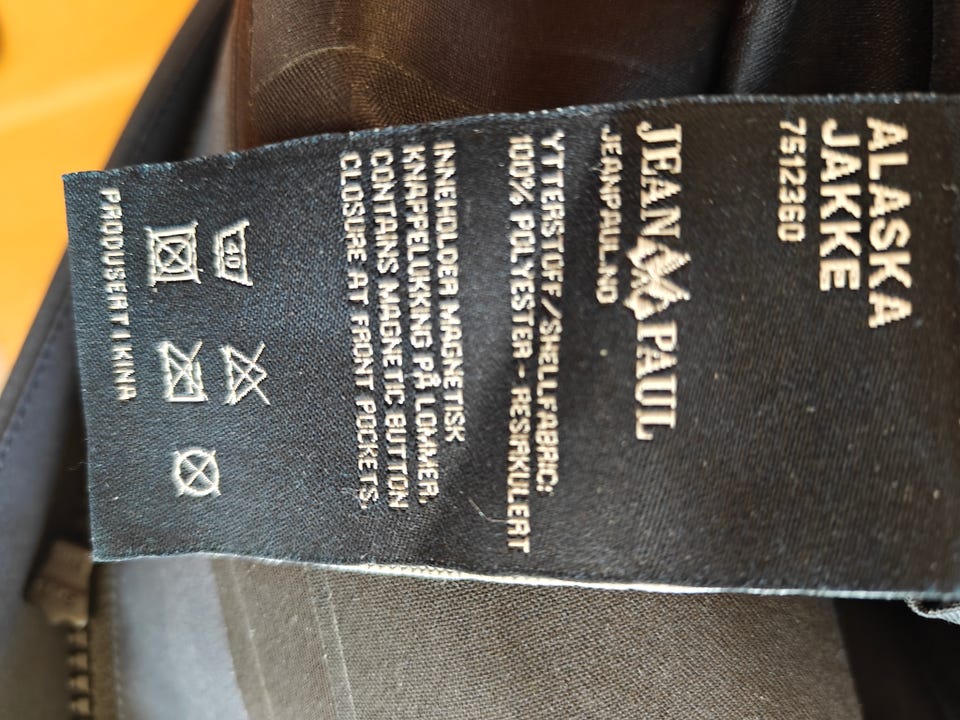 ALASKA
JAKKE
7512360
JEAN PAUL
JEANPAUL.NO
YTTERSTOFF/SHELLFABRIC:
100% POLYESTER - RESIRKULERT
INNEHOLDER MAGNETISK
KNAPPELUKKING PÅ LOMMER.
CONTAINS MAGNETIC BUTTON
CLOSURE AT FRONT POCKETS.
40
PRODUSERT I KINA